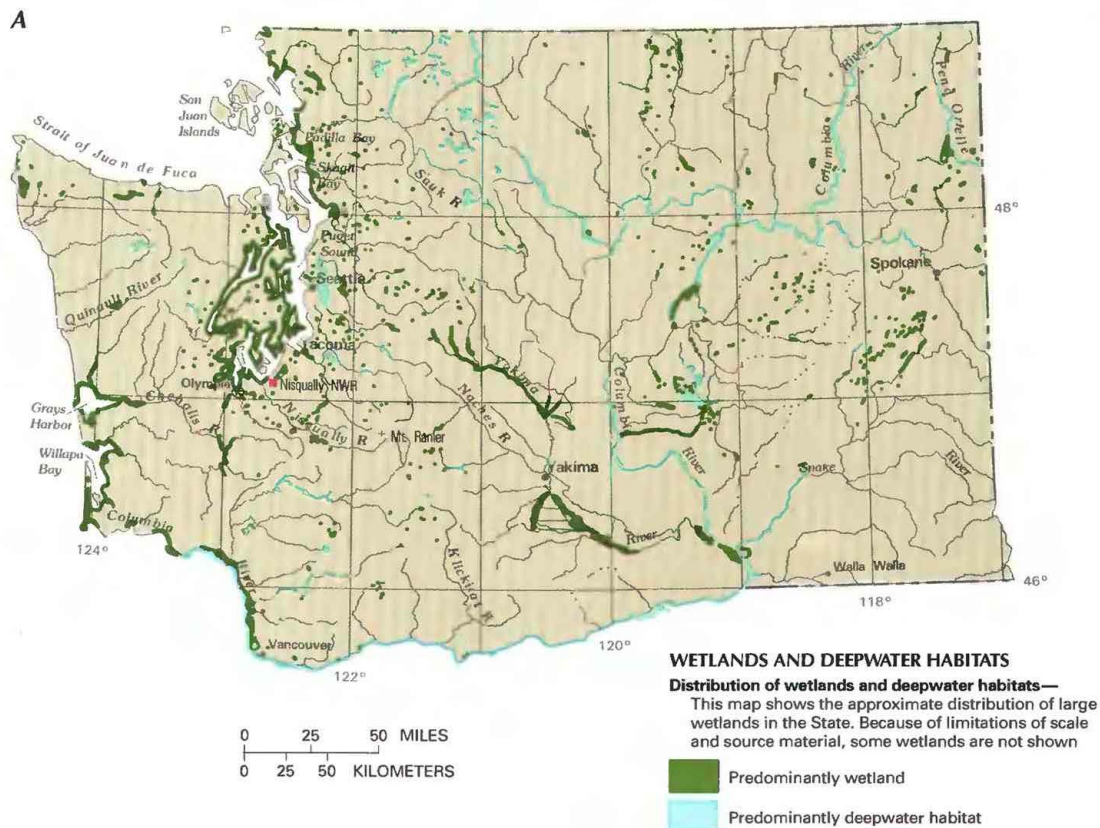 A
San
Juan
Islands
Strait of Juan de Fuca
Padilla Bay
Skagit
Bay
Sauk R
Columbia
River
Pend Oreille
48°
Puget
Sound
Seattle
Spokane
Quinault River
Tacoma
Olympia
Nisqually NWR
Yakima
Columbia
Grays
Harbor
Chehalis R
Nisqually R
Naches R
Mt. Ranier
Willapa
Bay
Yakima
River
Snake
River
Columbia
124°
River
River
Klickitat R
Walla Walla
46°
118°
Vancouver
120°
122°
WETLANDS AND DEEPWATER HABITATS
Distribution of wetlands and deepwater habitats—
This map shows the approximate distribution of large
wetlands in the State. Because of limitations of scale
and source material, some wetlands are not shown
0 25 50 MILES
0 25 50 KILOMETERS
Predominantly wetland
Predominantly deepwater habitat